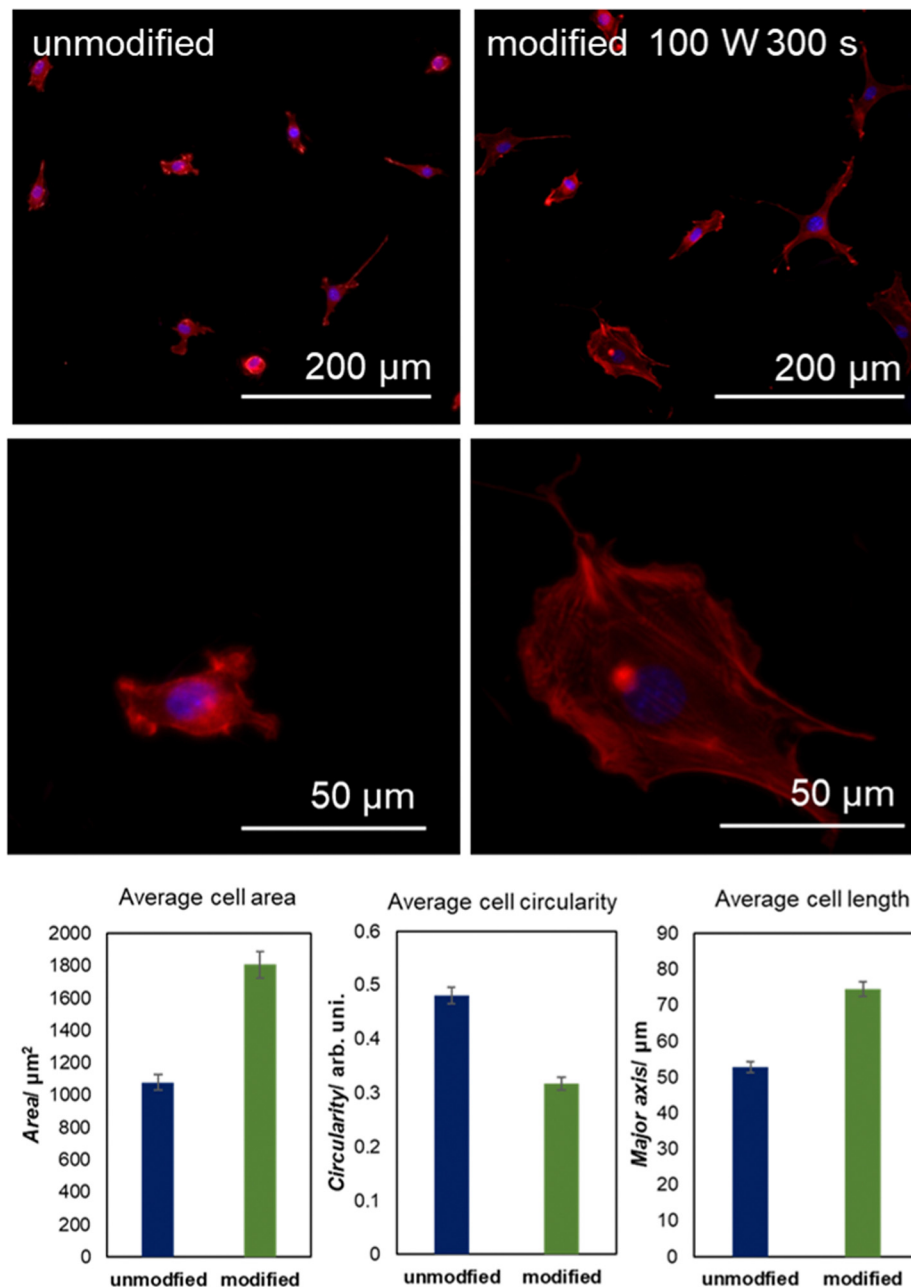 unmodified
modified 100 W 300 s
200 µm
200 µm
50 µm
50 µm
Average cell area
Area/ µm²
2000
1800
1600
1400
1200
1000
800
600
400
200
0
unmodfied modified
Average cell circularity
Circularity/ arb. uni.
0.6
0.5
0.4
0.3
0.2
0.1
0
unmodfied modified
Average cell length
Major axis/ µm
90
80
70
60
50
40
30
20
10
0
unmodfied modified